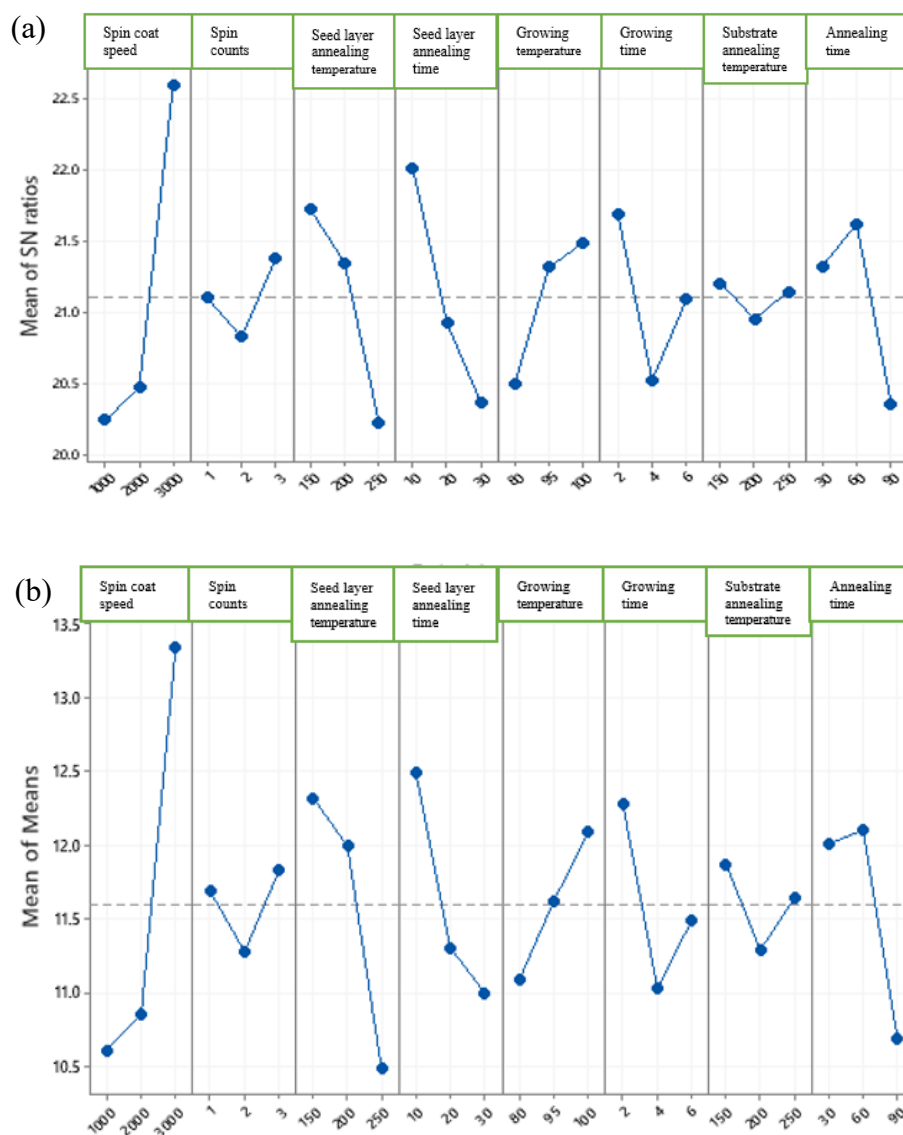 (a)
Spin coat
speed
Spin
counts
Seed layer
annealing
temperature
Seed layer
annealing
time
Growing
temperature
Growing
time
Substrate
annealing
temperature
Annealing
time
Mean of SN ratios
22.5
22.0
21.5
21.0
20.5
20.0
1000 2000 3000 1 2 3 150 200 250 10 20 30 80 95 100 2 4 6 150 200 250 30 60 90
(b)
Spin coat
speed
Spin
counts
Seed layer
annealing
temperature
Seed layer
annealing
time
Growing
temperature
Growing
time
Substrate
annealing
temperature
Annealing
time
Mean of Means
13.5
13.0
12.5
12.0
11.5
11.0
10.5
1000 2000 3000 1 2 3 150 200 250 10 20 30 80 95 100 2 4 6 150 200 250 30 60 90